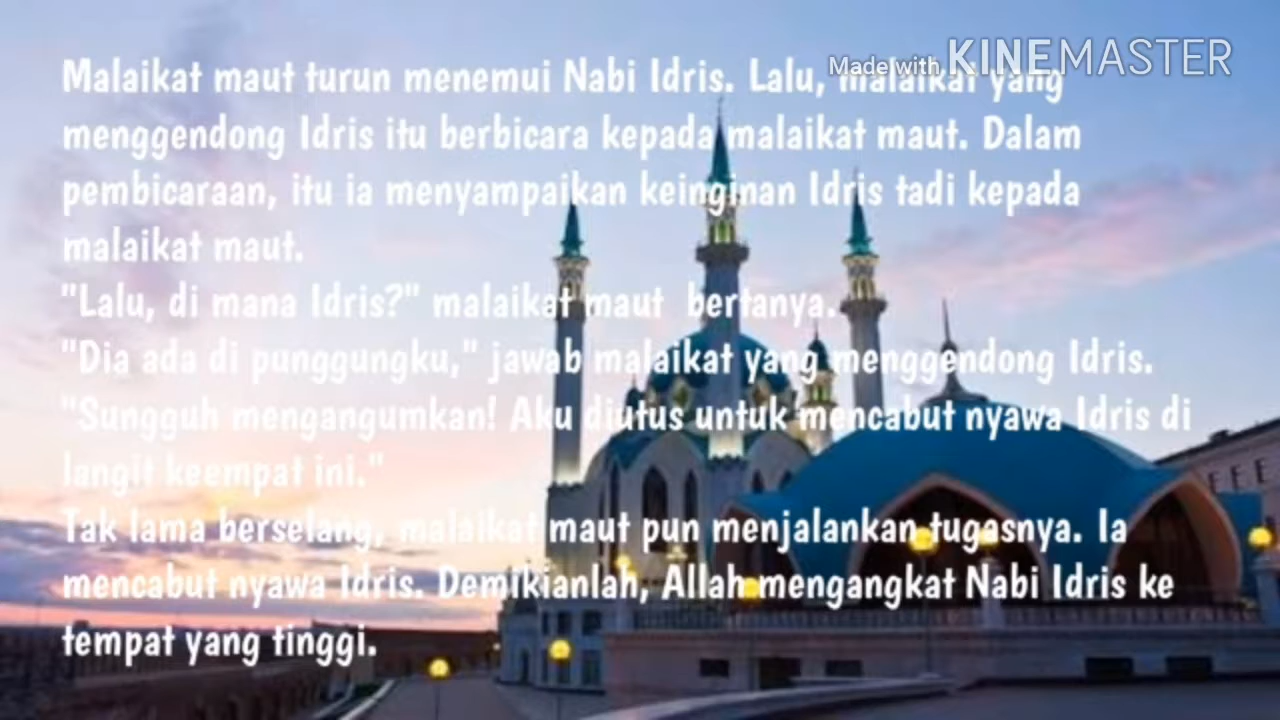 Made with KINEMASTER
Malaikat maut turun menemui Nabi Idris. Lalu, malaikat yang
menggendong Idris itu berbicara kepada malaikat maut. Dalam
pembicaraan, itu ia menyampaikan keinginan Idris tadi kepada
malaikat maut.
"Lalu, di mana Idris?" malaikat maut bertanya.
"Dia ada di punggungku," jawab malaikat yang menggendong Idris.
"Sungguh mengangumkan! Aku diutus untuk mencabut nyawa Idris di
langit keempat ini."
Tak lama berselang, malaikat maut pun menjalankan tugasnya. Ia
mencabut nyawa Idris. Demikianlah, Allah mengangkat Nabi Idris ke
tempat yang tinggi.